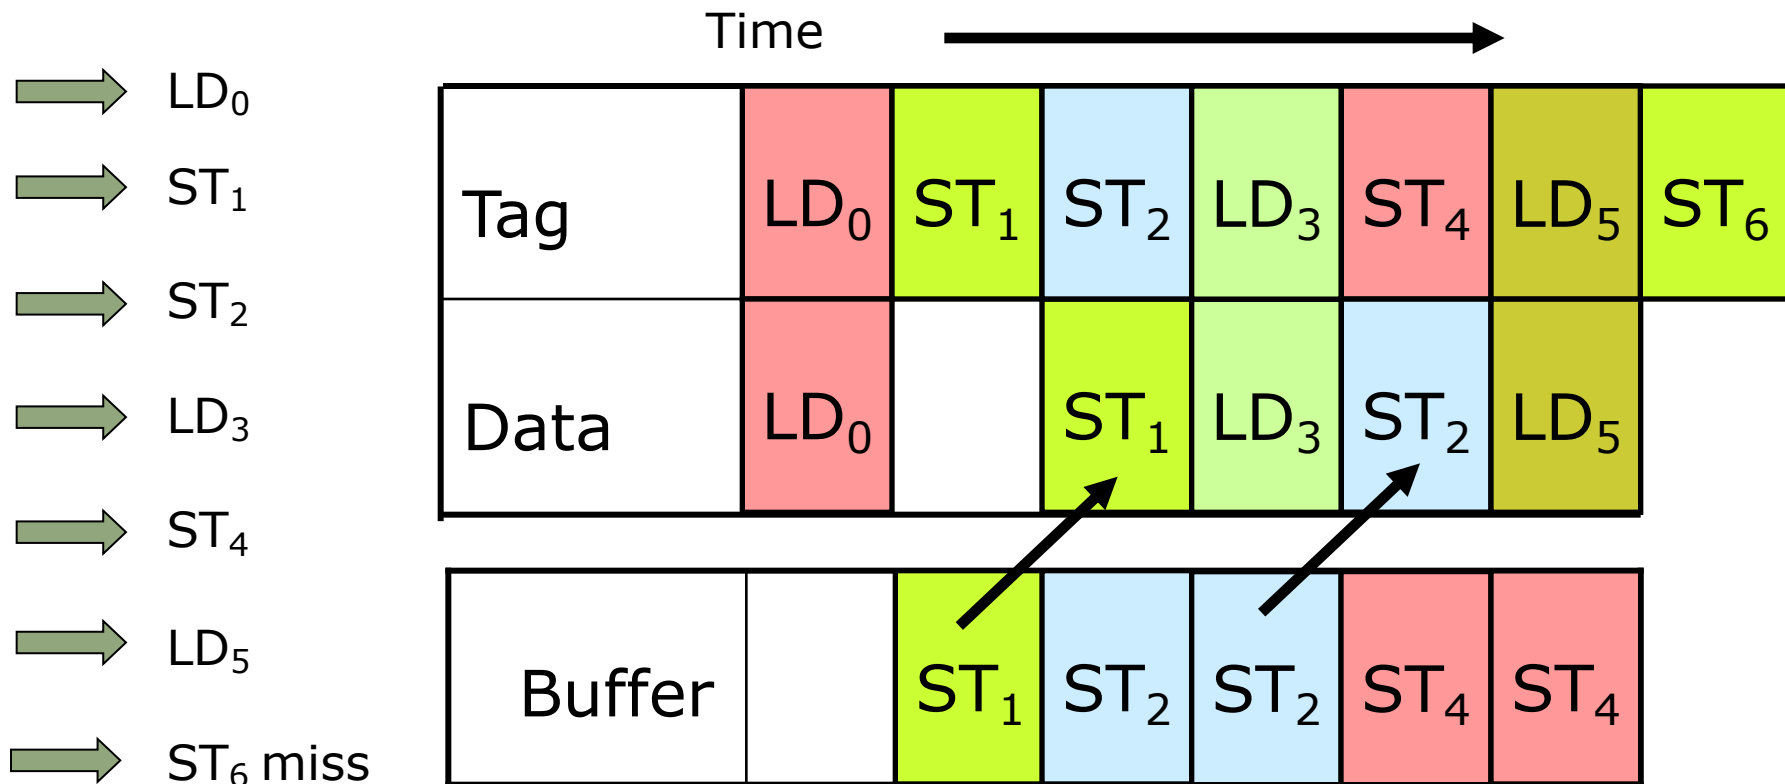 Time
LD₀
ST₁
ST₂
LD₃
ST₄
LD₅
ST₆ miss
Tag LD₀ ST₁ ST₂ LD₃ ST₄ LD₅ ST₆
Data LD₀ ST₁ LD₃ ST₂ LD₅
Buffer ST₁ ST₂ ST₂ ST₄ ST₄